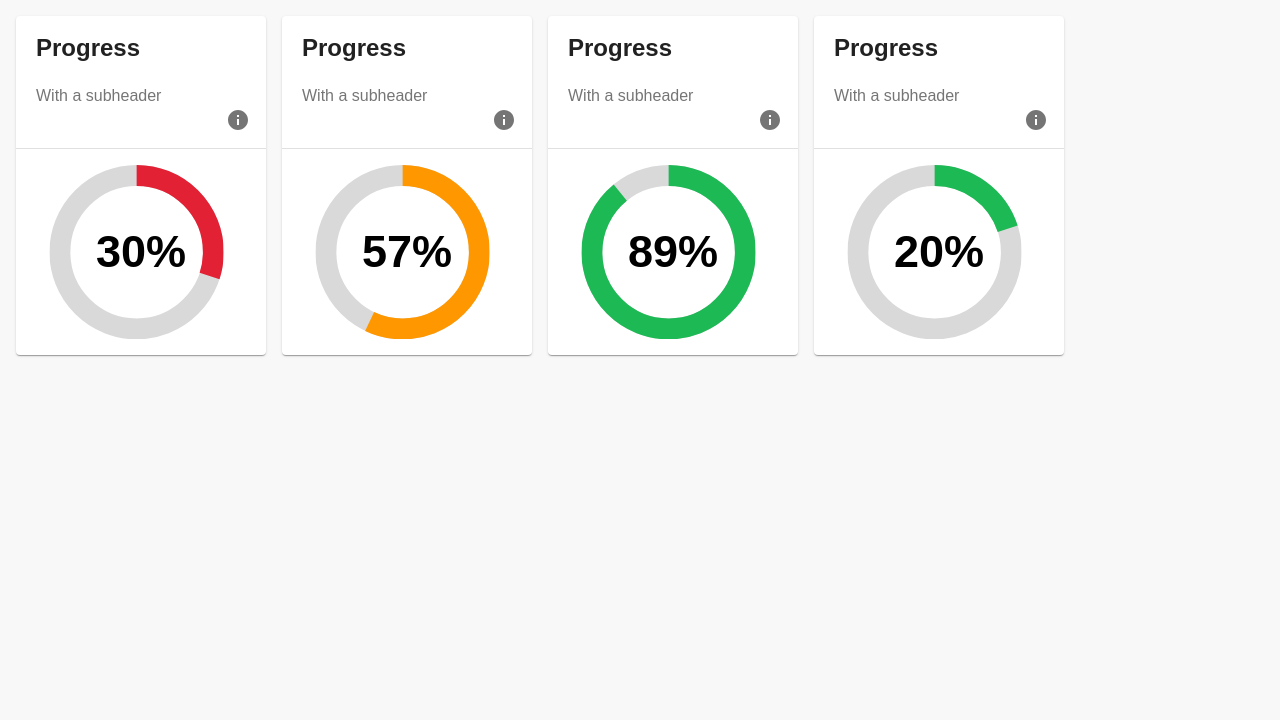 Progress
With a subheader
30%
Progress
With a subheader
57%
Progress
With a subheader
89%
Progress
With a subheader
20%